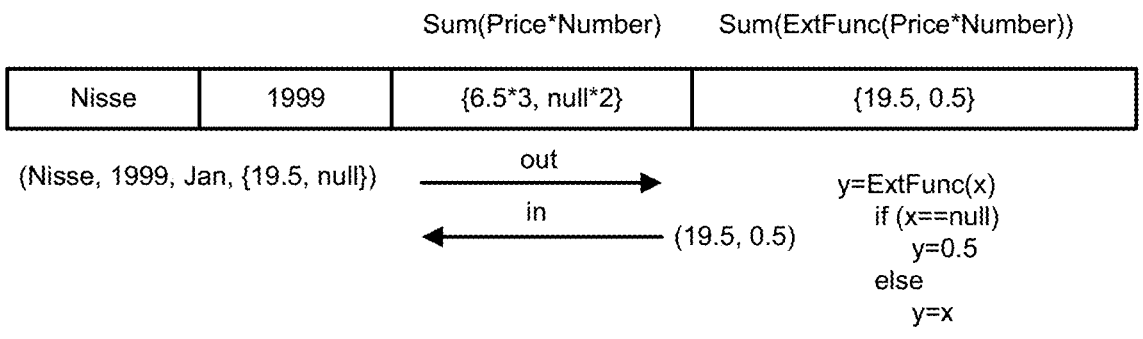 Sum(Price*Number) Sum(ExtFunc(Price*Number))
Nisse 1999 {6.5*3, null*2} {19.5, 0.5}
(Nisse, 1999, Jan, {19.5, null})
out
in
(19.5, 0.5)
y=ExtFunc(x)
if (x==null)
y=0.5
else
y=x